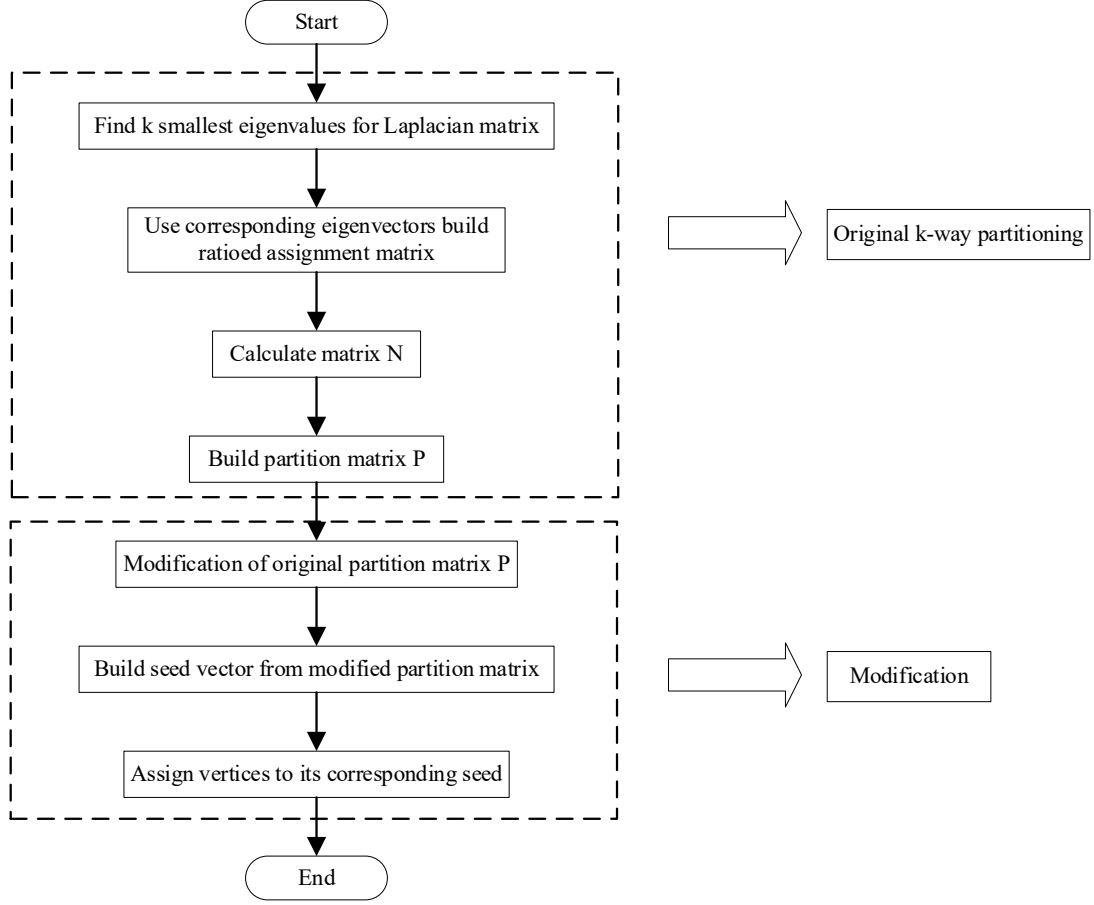 Start
Find k smallest eigenvalues for Laplacian matrix
Use corresponding eigenvectors build
ratioed assignment matrix
Original k-way partitioning
Calculate matrix N
Build partition matrix P
Modification of original partition matrix P
Build seed vector from modified partition matrix
Modification
Assign vertices to its corresponding seed
End